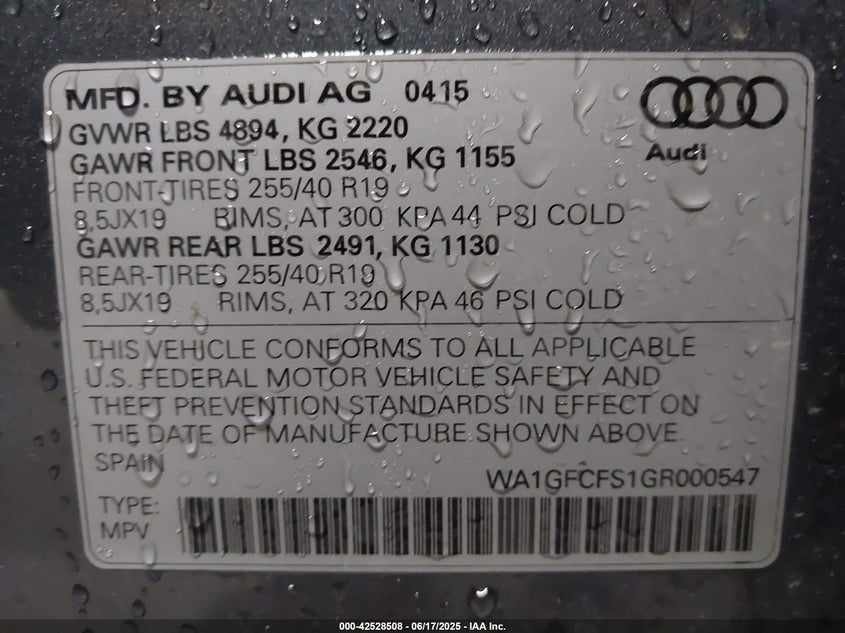 MFD. BY AUDI AG 0415
Audi
GVWR LBS 4894, KG 2220
GAWR FRONT LBS 2546, KG 1155
FRONT-TIRES 255/40 R19
8,5JX19 RIMS, AT 300 KPA 44 PSI COLD
GAWR REAR LBS 2491, KG 1130
REAR-TIRES 255/40 R19
8,5JX19 RIMS, AT 320 KPA 46 PSI COLD
THIS VEHICLE CONFORMS TO ALL APPLICABLE
U.S. FEDERAL MOTOR VEHICLE SAFETY AND
THEFT PREVENTION STANDARDS IN EFFECT ON
THE DATE OF MANUFACTURE SHOWN ABOVE.
SPAIN
WA1GFCFS1GR000547
TYPE:
MPV
000-42528508 - 06/17/2025 - IAA Inc.